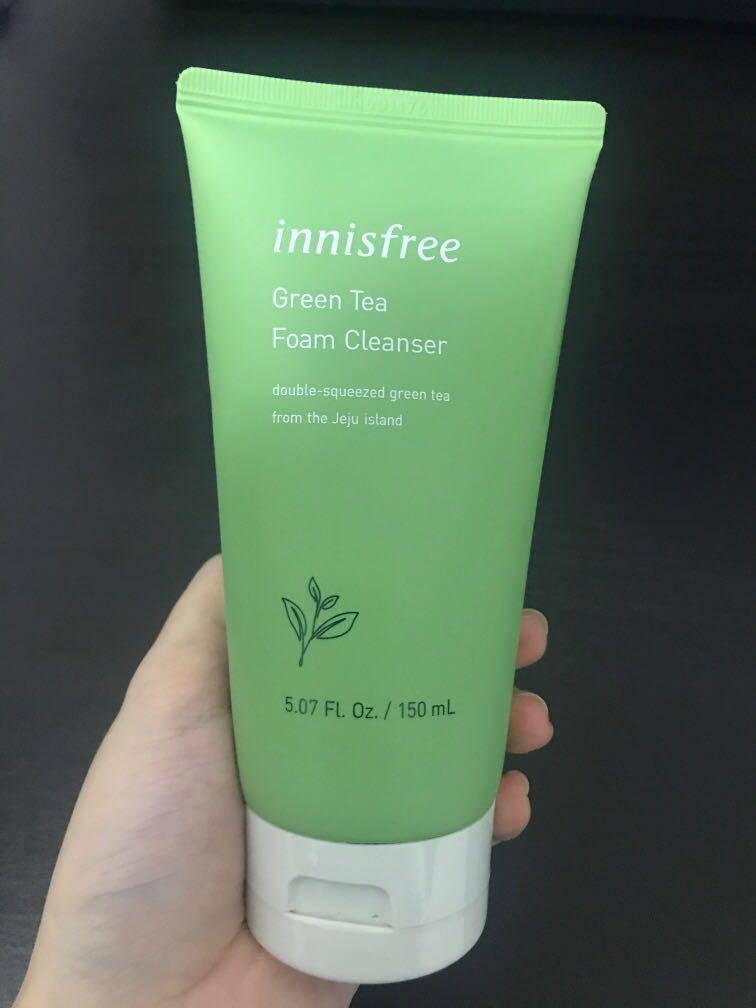 innisfree
Green Tea
Foam Cleanser
double-squeezed green tea
from the Jeju island
5.07 Fl. Oz. / 150 mL